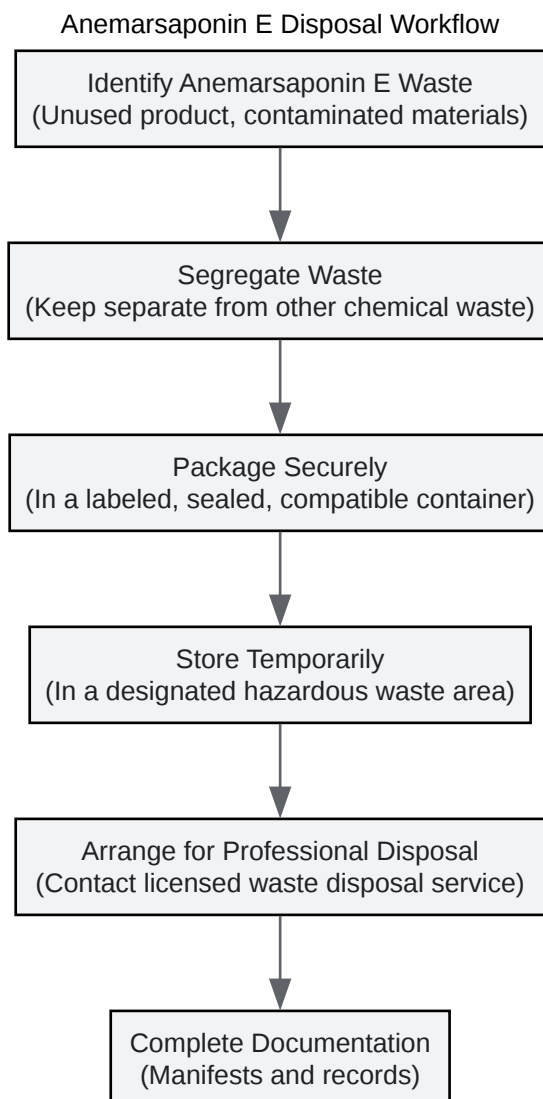 Anemarsaponin E Disposal Workflow
Identify Anemarsaponin E Waste
(Unused product, contaminated materials)
Segregate Waste
(Keep separate from other chemical waste)
Package Securely
(In a labeled, sealed, compatible container)
Store Temporarily
(In a designated hazardous waste area)
Arrange for Professional Disposal
(Contact licensed waste disposal service)
Complete Documentation
(Manifests and records)